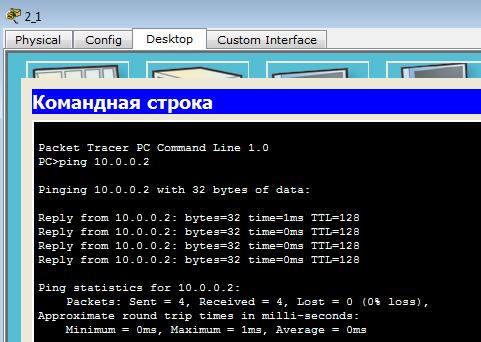 2_1
Physical Config Desktop Custom Interface
Командная строка
Packet Tracer PC Command Line 1.0
PC>ping 10.0.0.2
Pinging 10.0.0.2 with 32 bytes of data:
Reply from 10.0.0.2: bytes=32 time=1ms TTL=128
Reply from 10.0.0.2: bytes=32 time=0ms TTL=128
Reply from 10.0.0.2: bytes=32 time=0ms TTL=128
Reply from 10.0.0.2: bytes=32 time=0ms TTL=128
Ping statistics for 10.0.0.2:
Packets: Sent = 4, Received = 4, Lost = 0 (0% loss),
Approximate round trip times in milli-seconds:
Minimum = 0ms, Maximum = 1ms, Average = 0ms